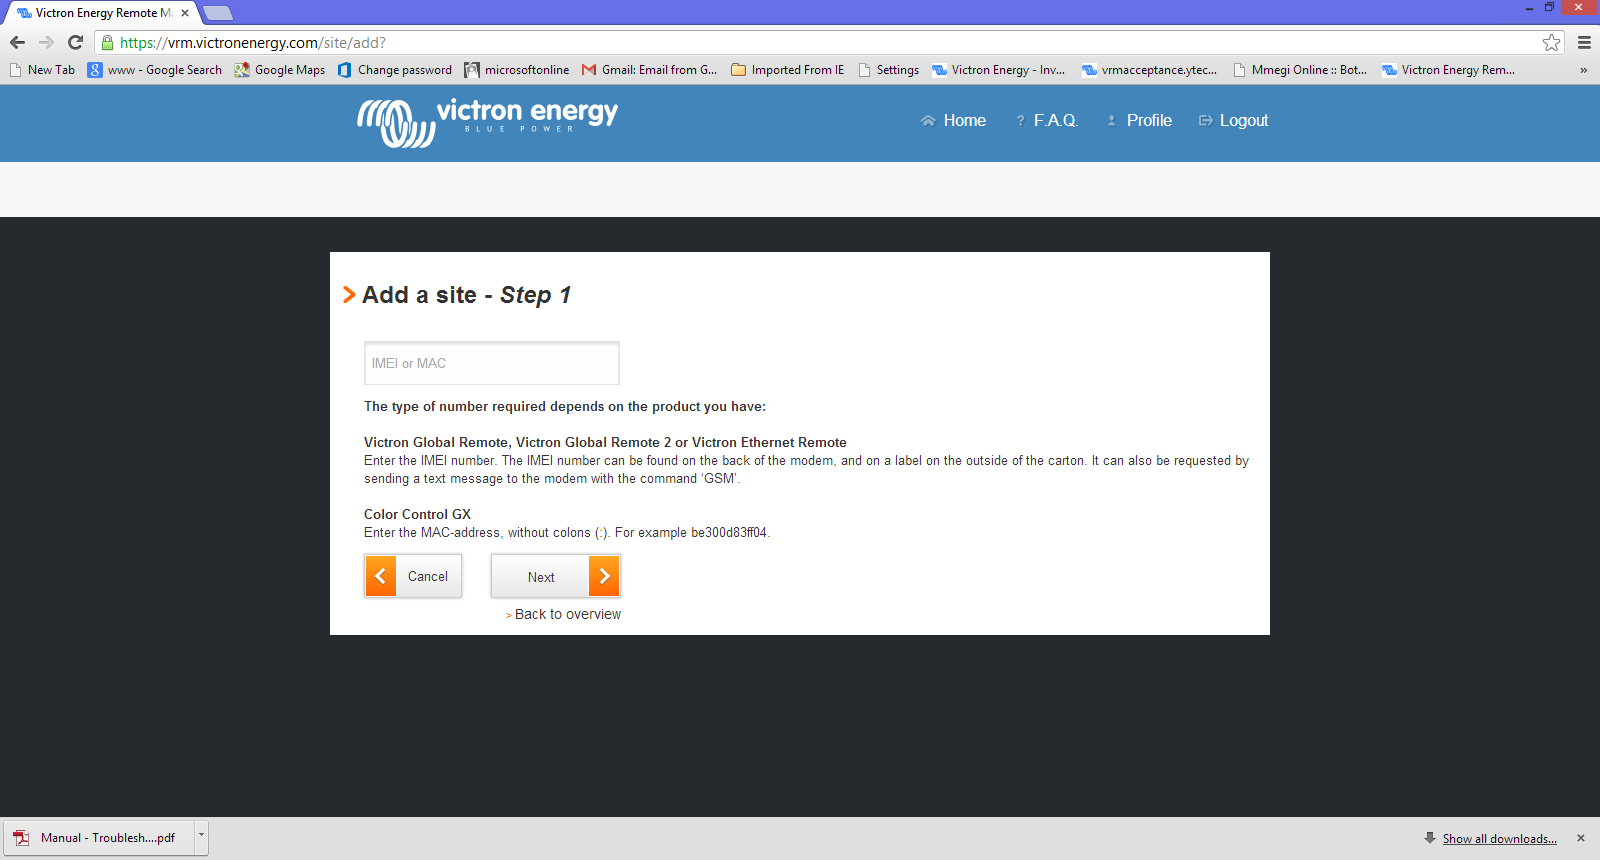 Victron Energy Remote M
https://vrm.victronenergy.com/site/add?
New Tab
www - Google Search
Google Maps
Change password
microsoftonline
Gmail: Email from G...
Imported From IE
Settings
Victron Energy - Inv...
vrmacceptance.ytec...
Mmegi Online :: Bot...
Victron Energy Rem...
»
victron energy
BLUE POWER
Home
? F.A.Q.
Profile
Logout
Add a site - Step 1
IMEI or MAC
The type of number required depends on the product you have:
Victron Global Remote, Victron Global Remote 2 or Victron Ethernet Remote
Enter the IMEI number. The IMEI number can be found on the back of the modem, and on a label on the outside of the carton. It can also be requested by
sending a text message to the modem with the command ‘GSM’.
Color Control GX
Enter the MAC-address, without colons (:). For example be300d83ff04.
Cancel
Next
> Back to overview
Manual - Troublesh....pdf
Show all downloads...